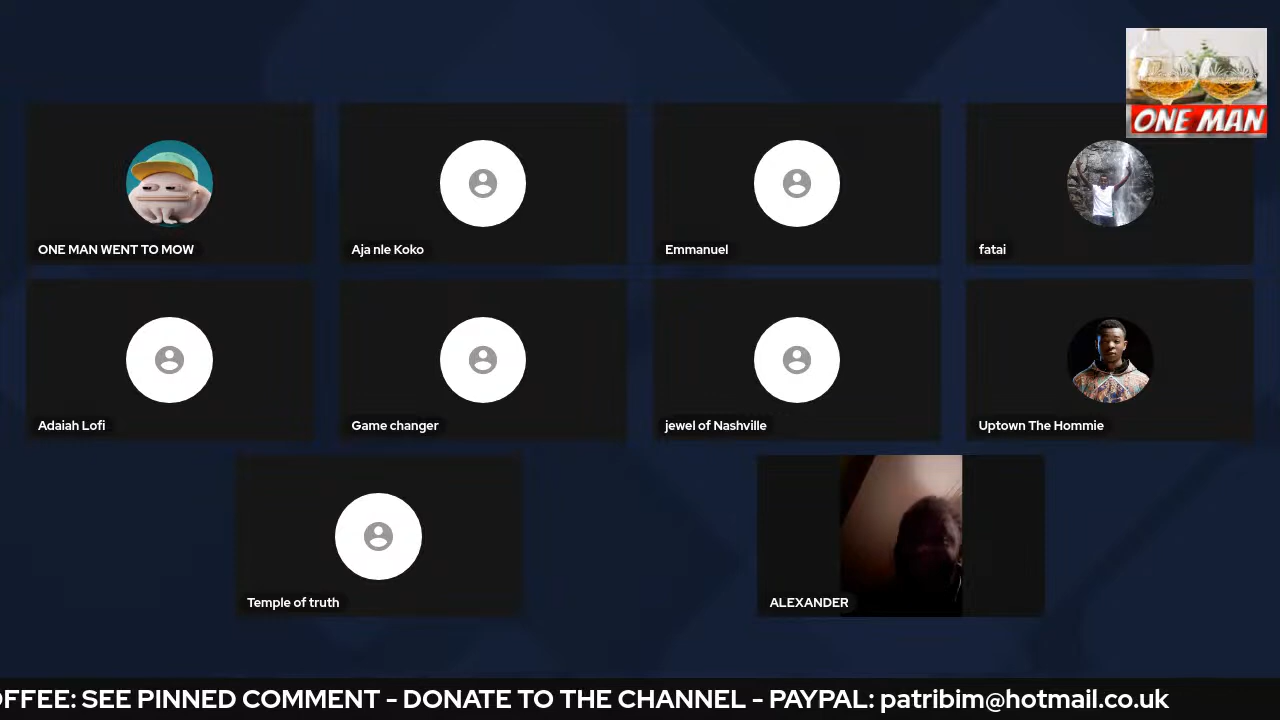 ONE MAN
ONE MAN WENT TO MOW
Aja nle Koko
Emmanuel
fatai
Adaiah Lofi
Game changer
jewel of Nashville
Uptown The Hommie
Temple of truth
ALEXANDER
OFFEE: SEE PINNED COMMENT - DONATE TO THE CHANNEL - PAYPAL: patribim@hotmail.co.uk